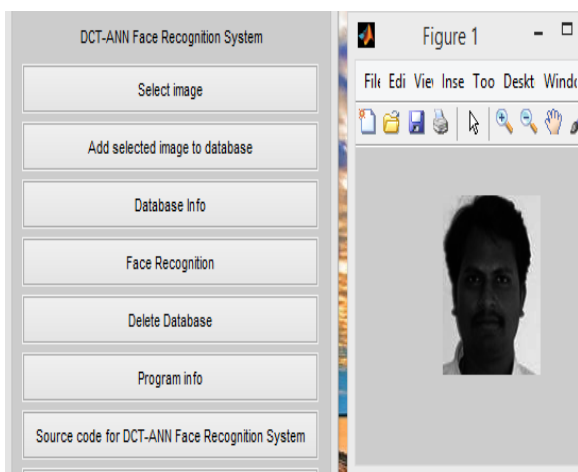 DCT-ANN Face Recognition System
Select image
Add selected image to database
Database Info
Face Recognition
Delete Database
Program info
Source code for DCT-ANN Face Recognition System
Figure 1
File Edi Vie Inse Too Deskt Windo